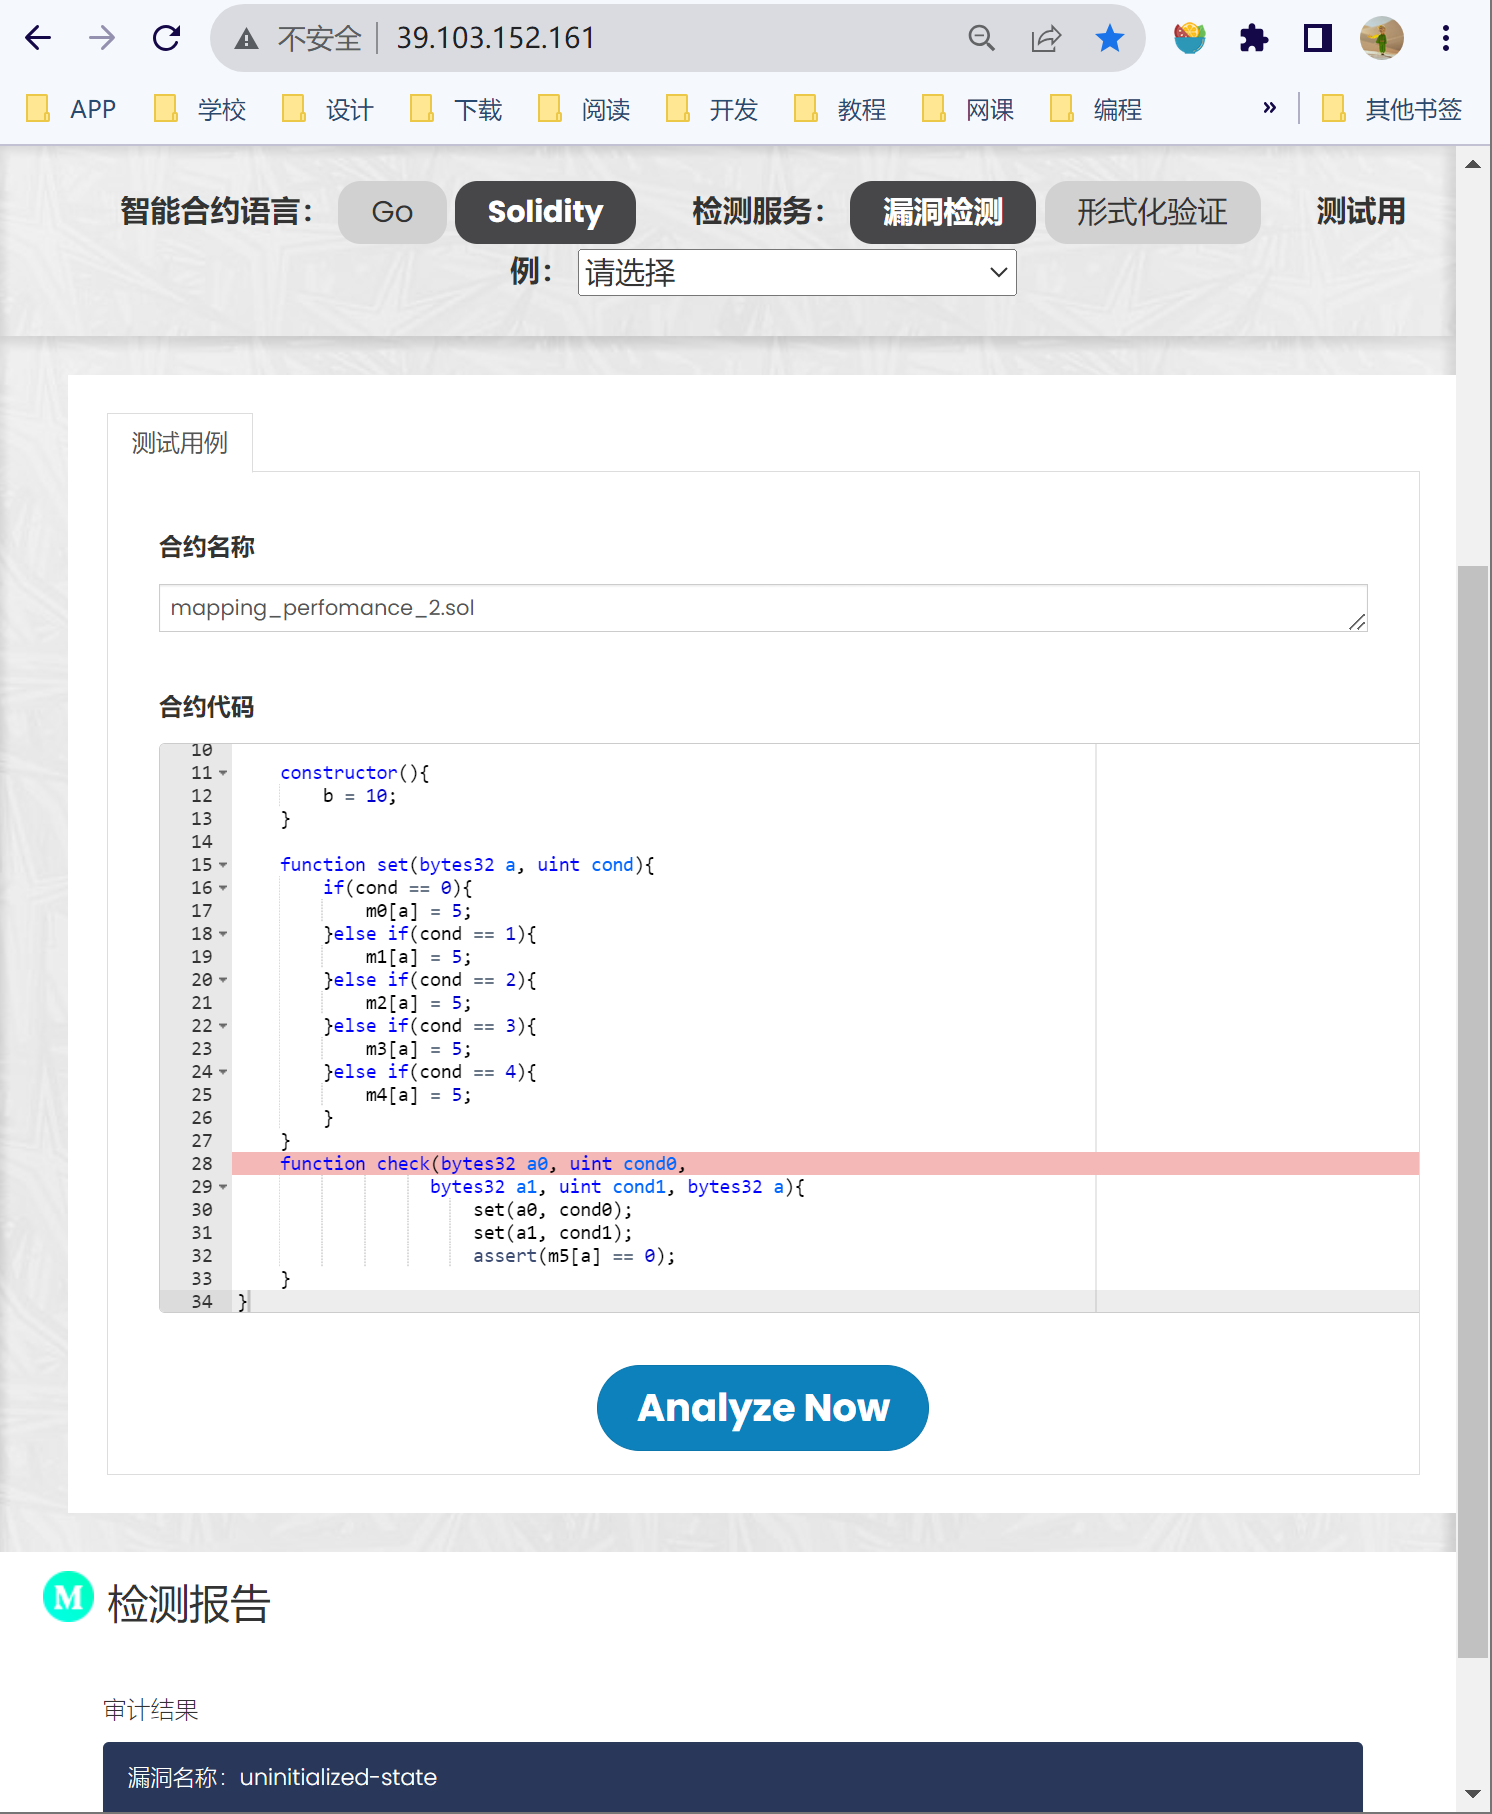 不安全 39.103.152.161
APP 学校 设计 下载 阅读 开发 教程 网课 编程 » 其他书签
智能合约语言： Go Solidity 检测服务： 漏洞检测 形式化验证 测试用
例： 请选择
测试用例
合约名称
mapping_perfomance_2.sol
合约代码
10
11 constructor(){
12 b = 10;
13 }
14
15 function set(bytes32 a, uint cond){
16 if(cond == 0){
17 m0[a] = 5;
18 }else if(cond == 1){
19 m1[a] = 5;
20 }else if(cond == 2){
21 m2[a] = 5;
22 }else if(cond == 3){
23 m3[a] = 5;
24 }else if(cond == 4){
25 m4[a] = 5;
26 }
27 }
28 function check(bytes32 a0, uint cond0,
29 bytes32 a1, uint cond1, bytes32 a){
30 set(a0, cond0);
31 set(a1, cond1);
32 assert(m5[a] == 0);
33 }
34 }
Analyze Now
M 检测报告
审计结果
漏洞名称：uninitialized-state